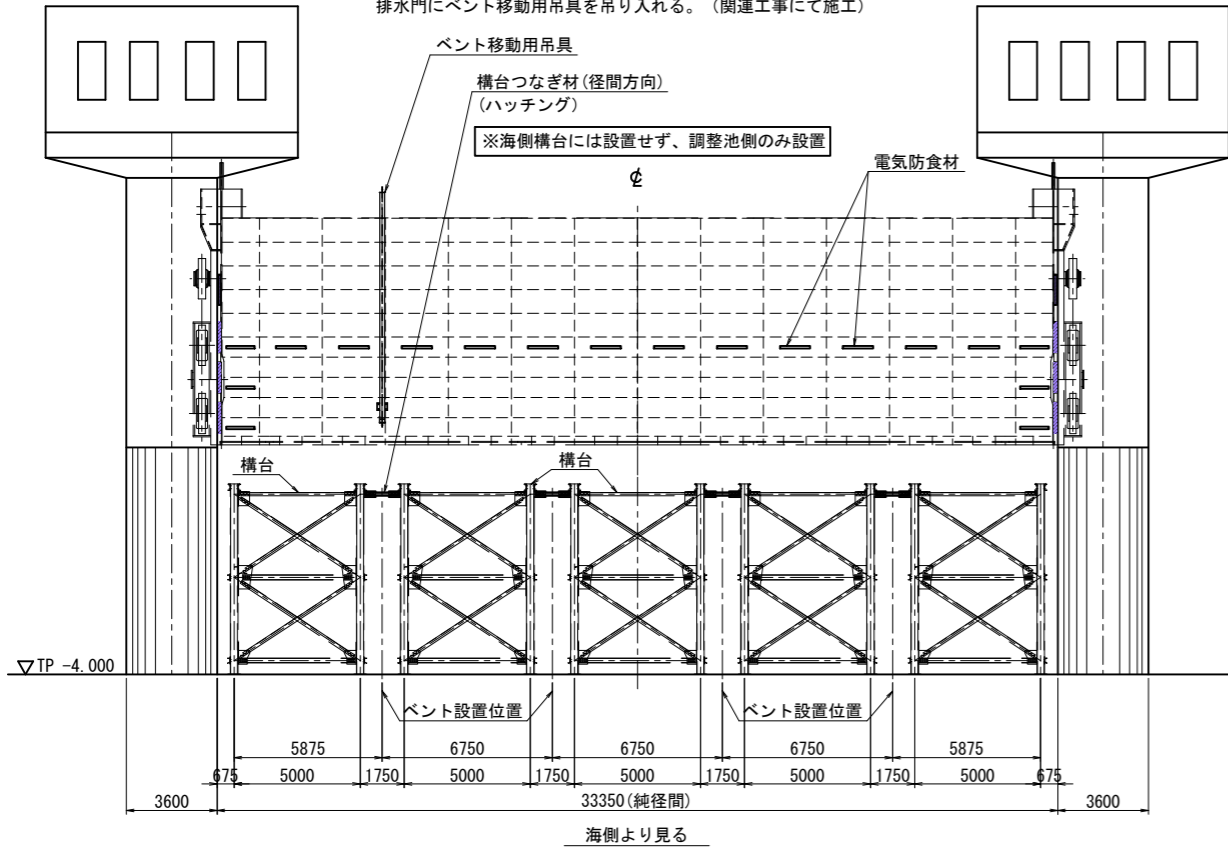 排水門にベント移動用吊具を吊り入れる。（関連工事にて施工）
ベント移動用吊具
構台つなぎ材(径間方向)
(ハッチング)
※海側構台には設置せず、調整池側のみ設置
℄
電気防食材
構台
構台
▽TP -4.000
ベント設置位置
ベント設置位置
5875 6750 6750 6750 5875
675 5000 1750 5000 1750 5000 1750 5000 1750 5000 675
3600 33350(純径間) 3600
海側より見る